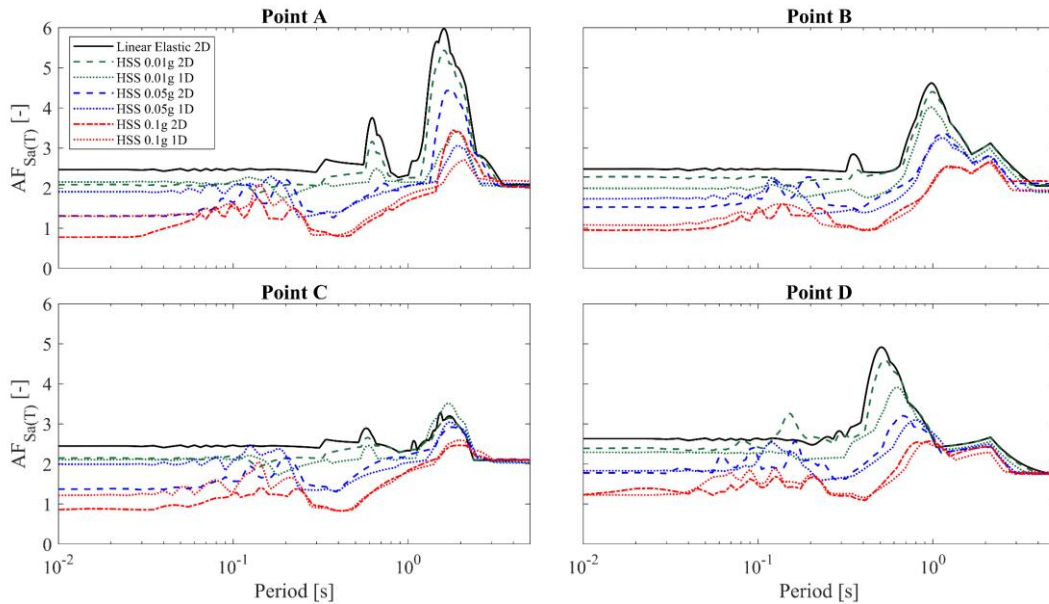 Point A
Point B
6
5
4
3
2
1
0
AF_Sa(T) [-]
Linear Elastic 2D
HSS 0.01g 2D
HSS 0.01g 1D
HSS 0.05g 2D
HSS 0.05g 1D
HSS 0.1g 2D
HSS 0.1g 1D
Point C
Point D
6
5
4
3
2
1
0
AF_Sa(T) [-]
10^-2
10^-1
10^0
10^-2
10^-1
10^0
Period [s]
Period [s]